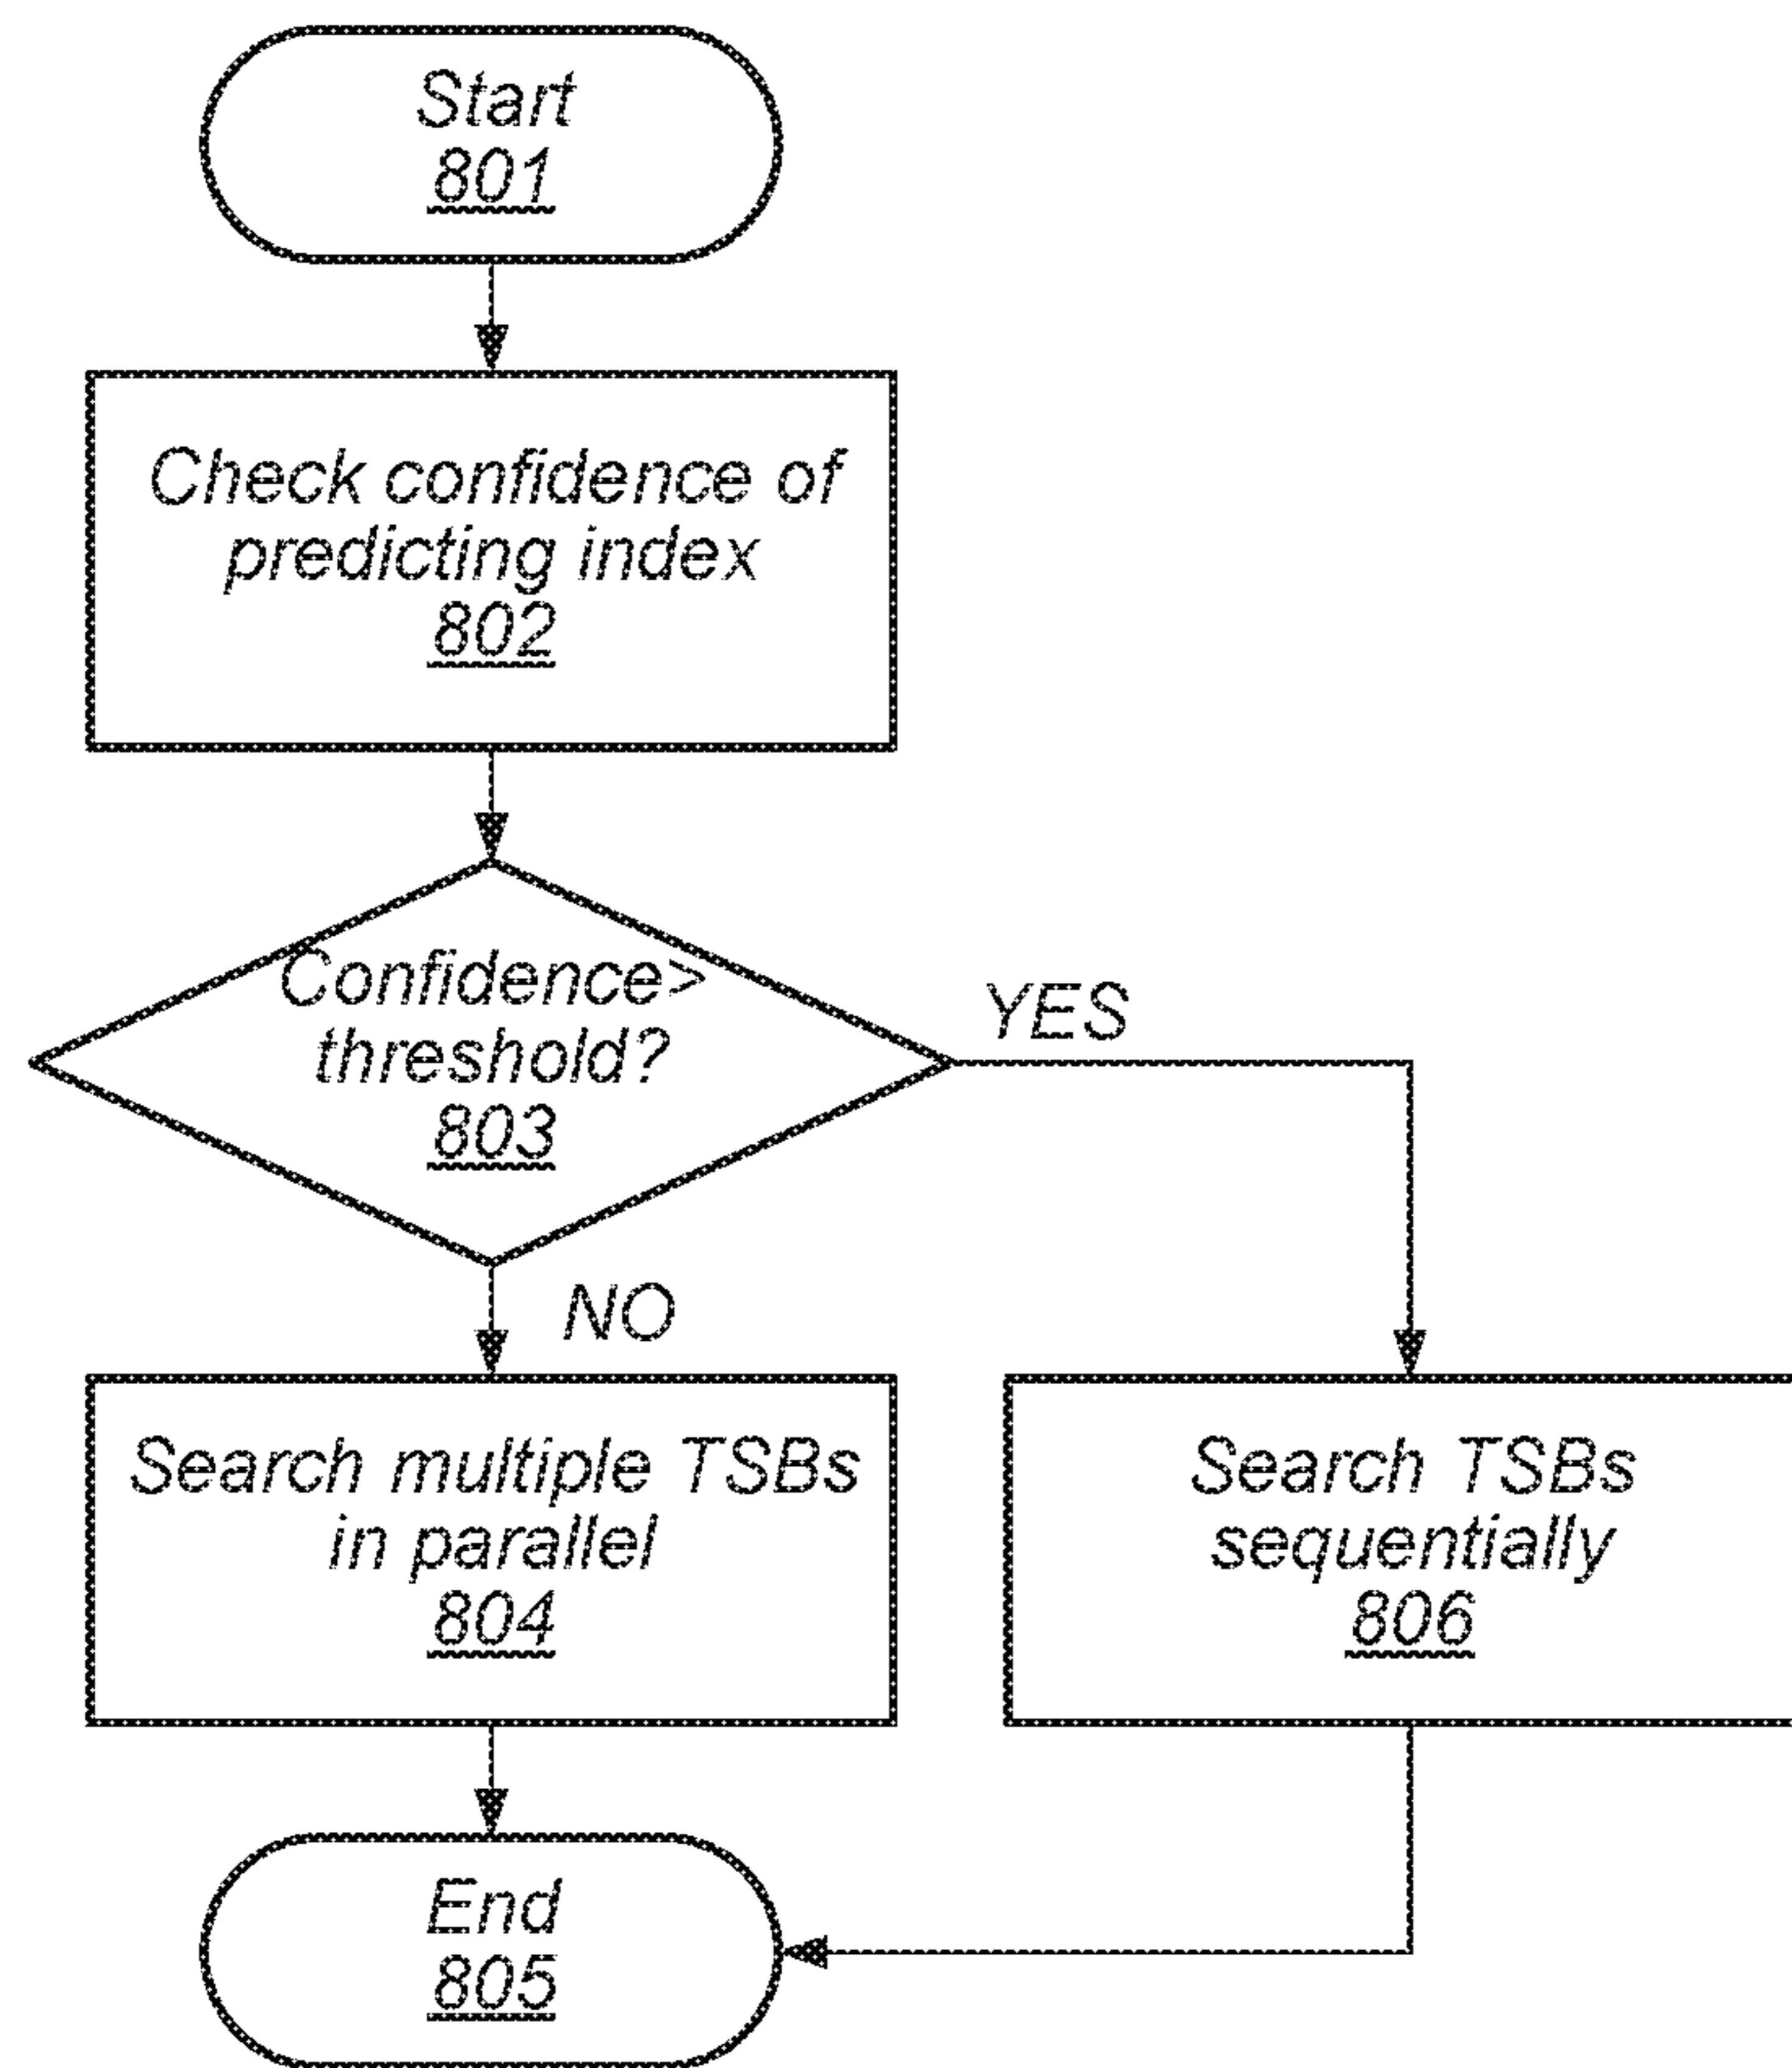 Start
801
Check confidence of
predicting index
802
Confidence>
threshold?
803
YES
NO
Search multiple TSBs
in parallel
804
Search TSBs
sequentially
806
End
805